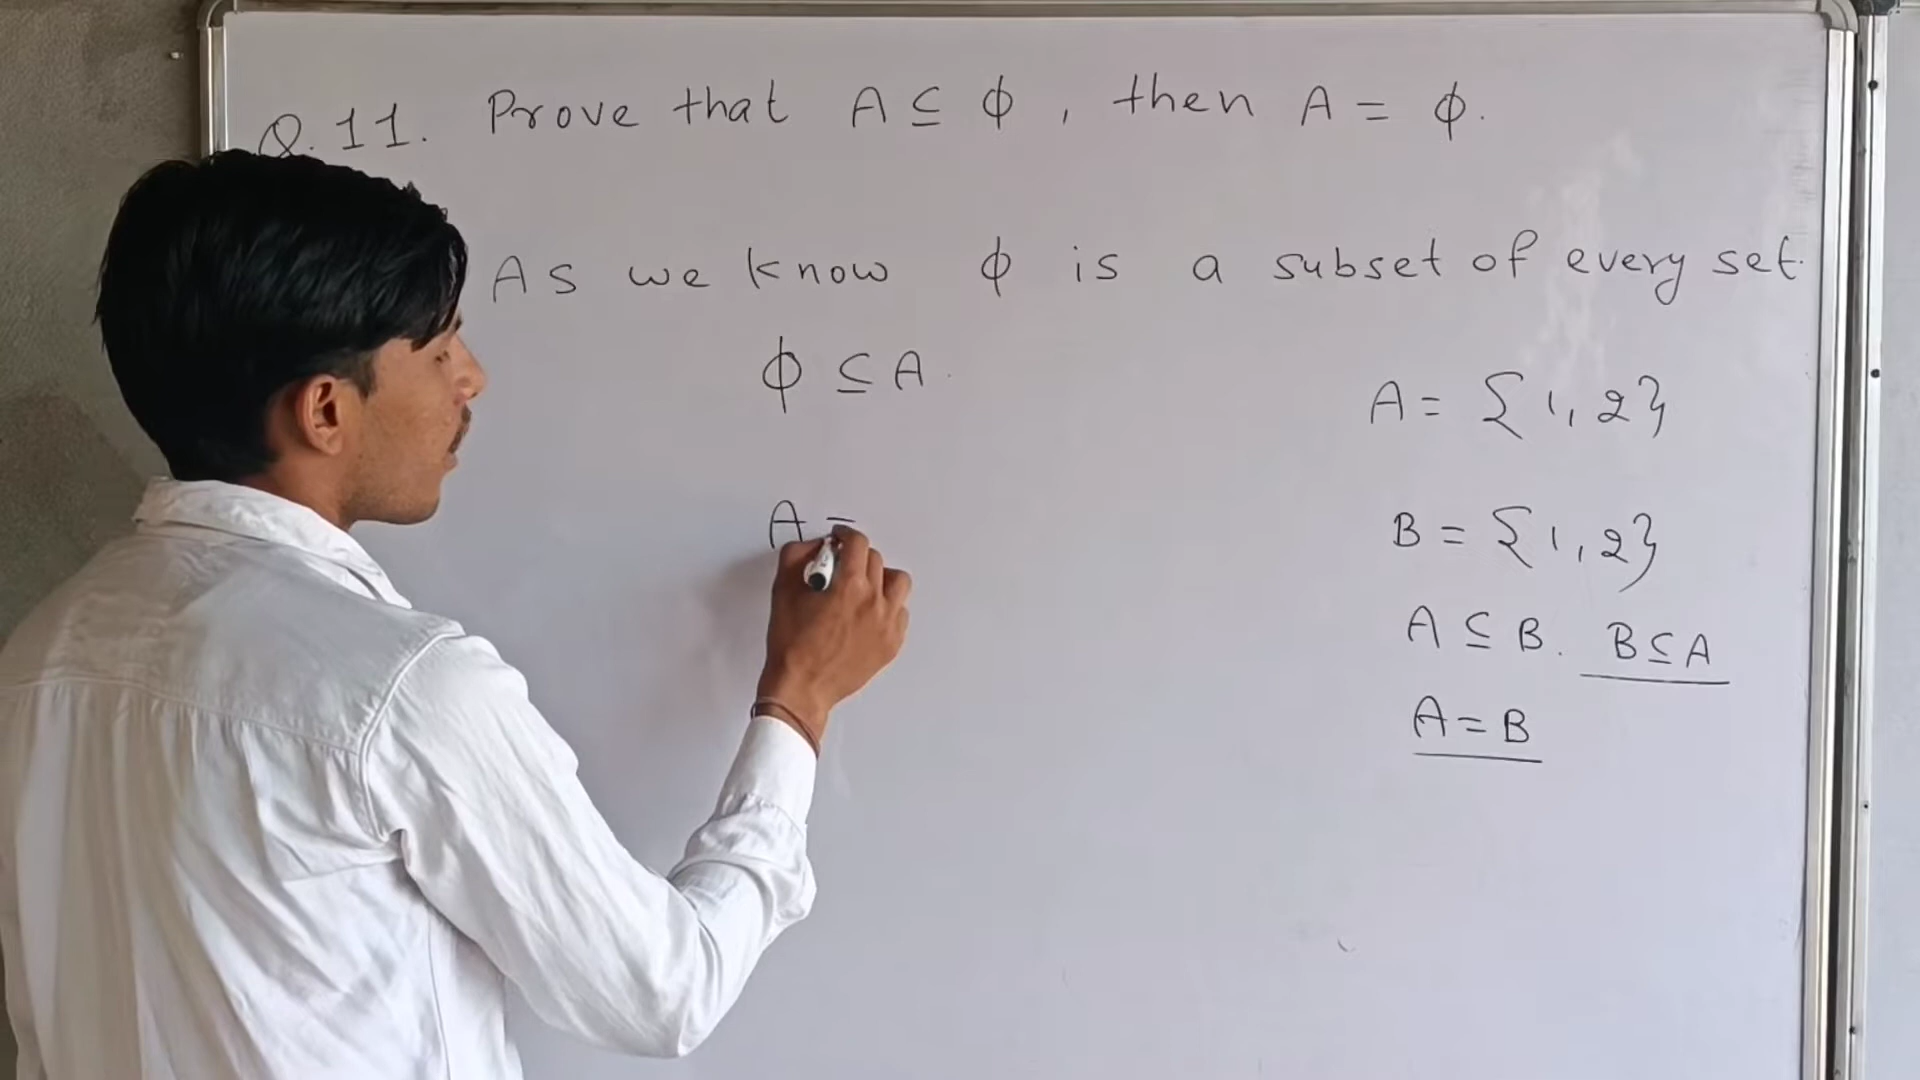 Q. 11. Prove that A ⊆ ϕ, then A = ϕ.
As we know ϕ is a subset of every set.
ϕ ⊆ A.
A =
A = {1, 2}
B = {1, 2}
A ⊆ B. B ⊆ A
A = B